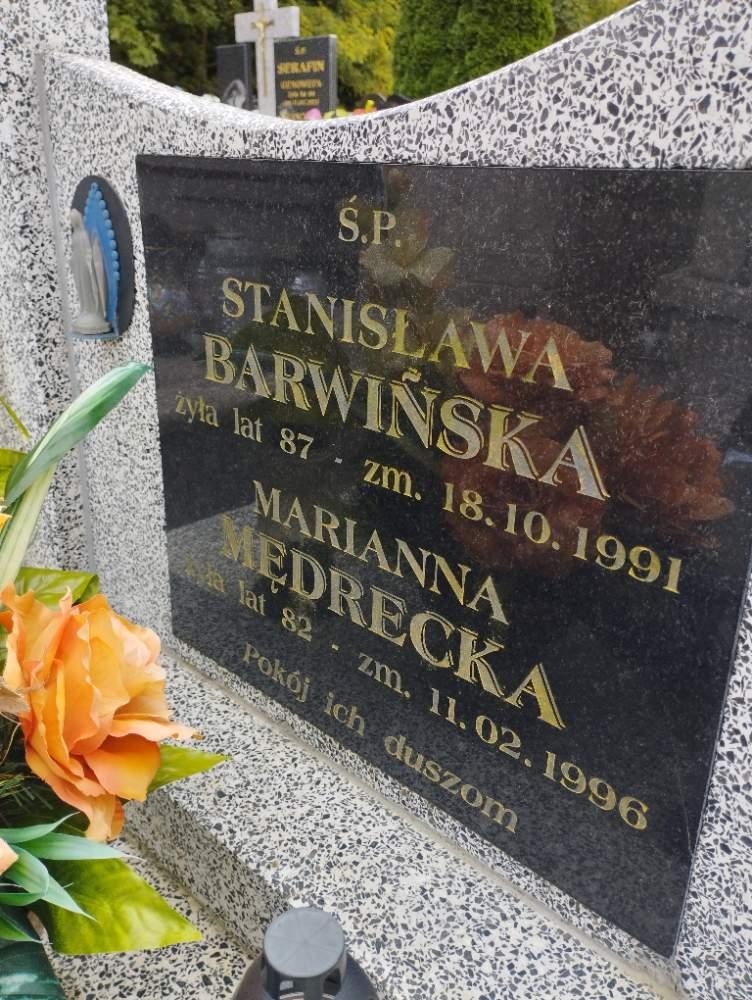 Ś.P.
SERAFIN
Ś.P.
STANISŁAWA
BARWIŃSKA
żyła lat 87 - zm. 18.10.1991
MARIANNA
MĘDRECKA
żyła lat 82 - zm. 11.02.1996
Pokój ich duszom